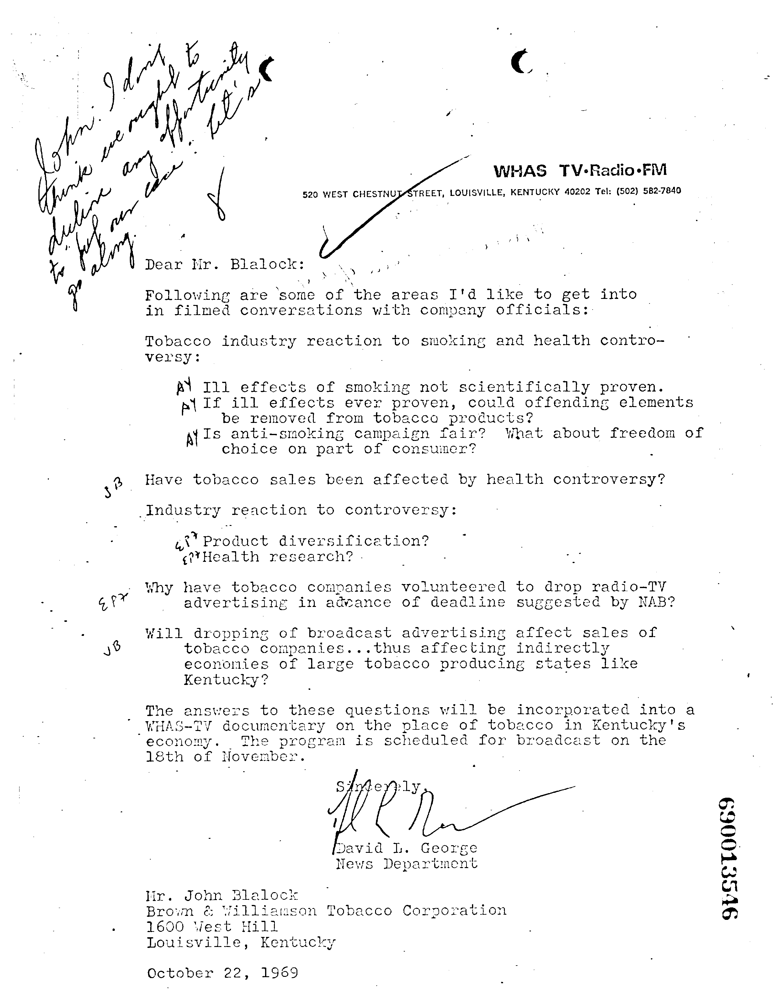 John: I don't
think we ought to
decline any opportunity
to "put our case". Let's
go along.
WHAS TV•Radio•FM
520 WEST CHESTNUT STREET, LOUISVILLE, KENTUCKY 40202 Tel: (502) 582-7840
Dear Mr. Blalock:
Following are some of the areas I'd like to get into
in filmed conversations with company officials:
Tobacco industry reaction to smoking and health contro-
versy:
AY Ill effects of smoking not scientifically proven.
AY If ill effects ever proven, could offending elements
be removed from tobacco products?
AY Is anti-smoking campaign fair? What about freedom of
choice on part of consumer?
JB Have tobacco sales been affected by health controversy?
Industry reaction to controversy:
Product diversification?
Health research?
Why have tobacco companies volunteered to drop radio-TV
advertising in advance of deadline suggested by NAB?
JB Will dropping of broadcast advertising affect sales of
tobacco companies...thus affecting indirectly
economies of large tobacco producing states like
Kentucky?
The answers to these questions will be incorporated into a
WHAS-TV documentary on the place of tobacco in Kentucky's
economy. The program is scheduled for broadcast on the
18th of November.
Sincerely,
David L. George
News Department
Mr. John Blalock
Brown & Williamson Tobacco Corporation
1600 West Hill
Louisville, Kentucky
October 22, 1969
690013546